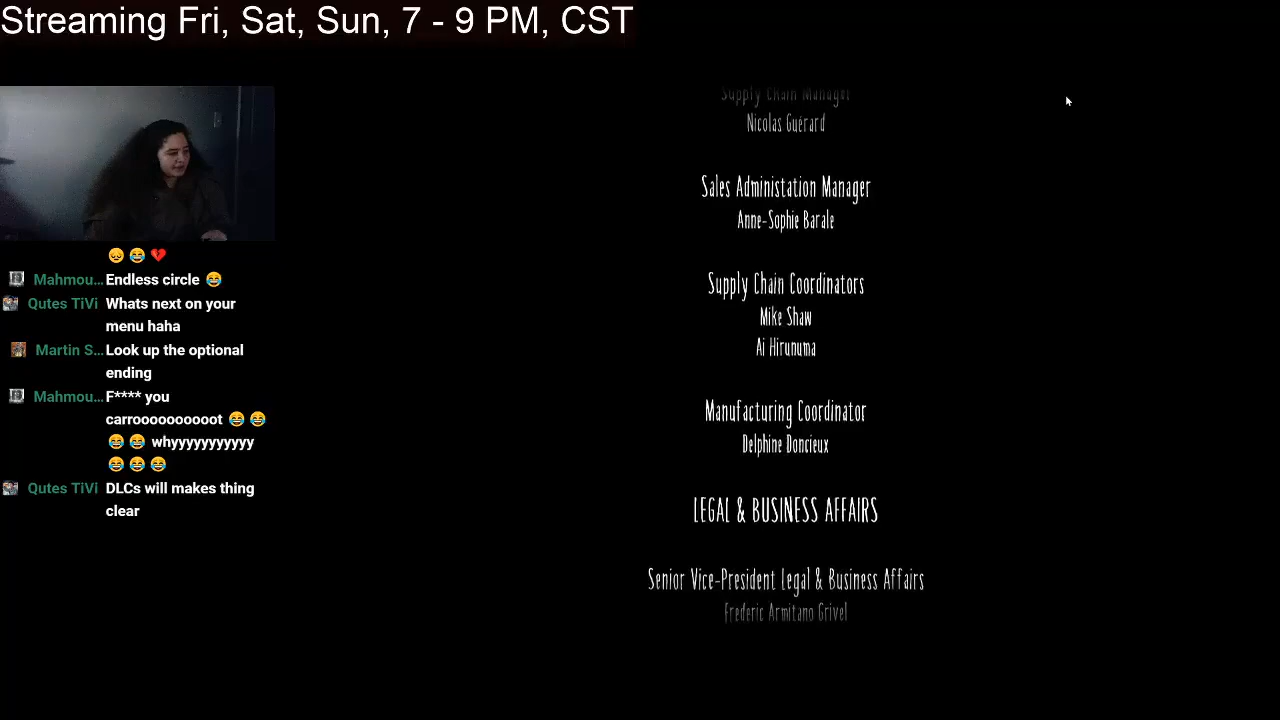 Streaming Fri, Sat, Sun, 7 - 9 PM, CST
Supply Chain Manager
Nicolas Guérard
Sales Administation Manager
Anne-Sophie Barale
Supply Chain Coordinators
Mike Shaw
Ai Hirunuma
Manufacturing Coordinator
Delphine Doncieux
LEGAL & BUSINESS AFFAIRS
Senior Vice-President Legal & Business Affairs
Frederic Armitano Grivel
😞 😂 💔
Mahmou... Endless circle 😂
Qutes TiVi Whats next on your
menu haha
Martin S... Look up the optional
ending
Mahmou... F**** you
carroooooooooot 😂 😂
😂 😂 whyyyyyyyyyyy
😂 😂 😂
Qutes TiVi DLCs will makes thing
clear